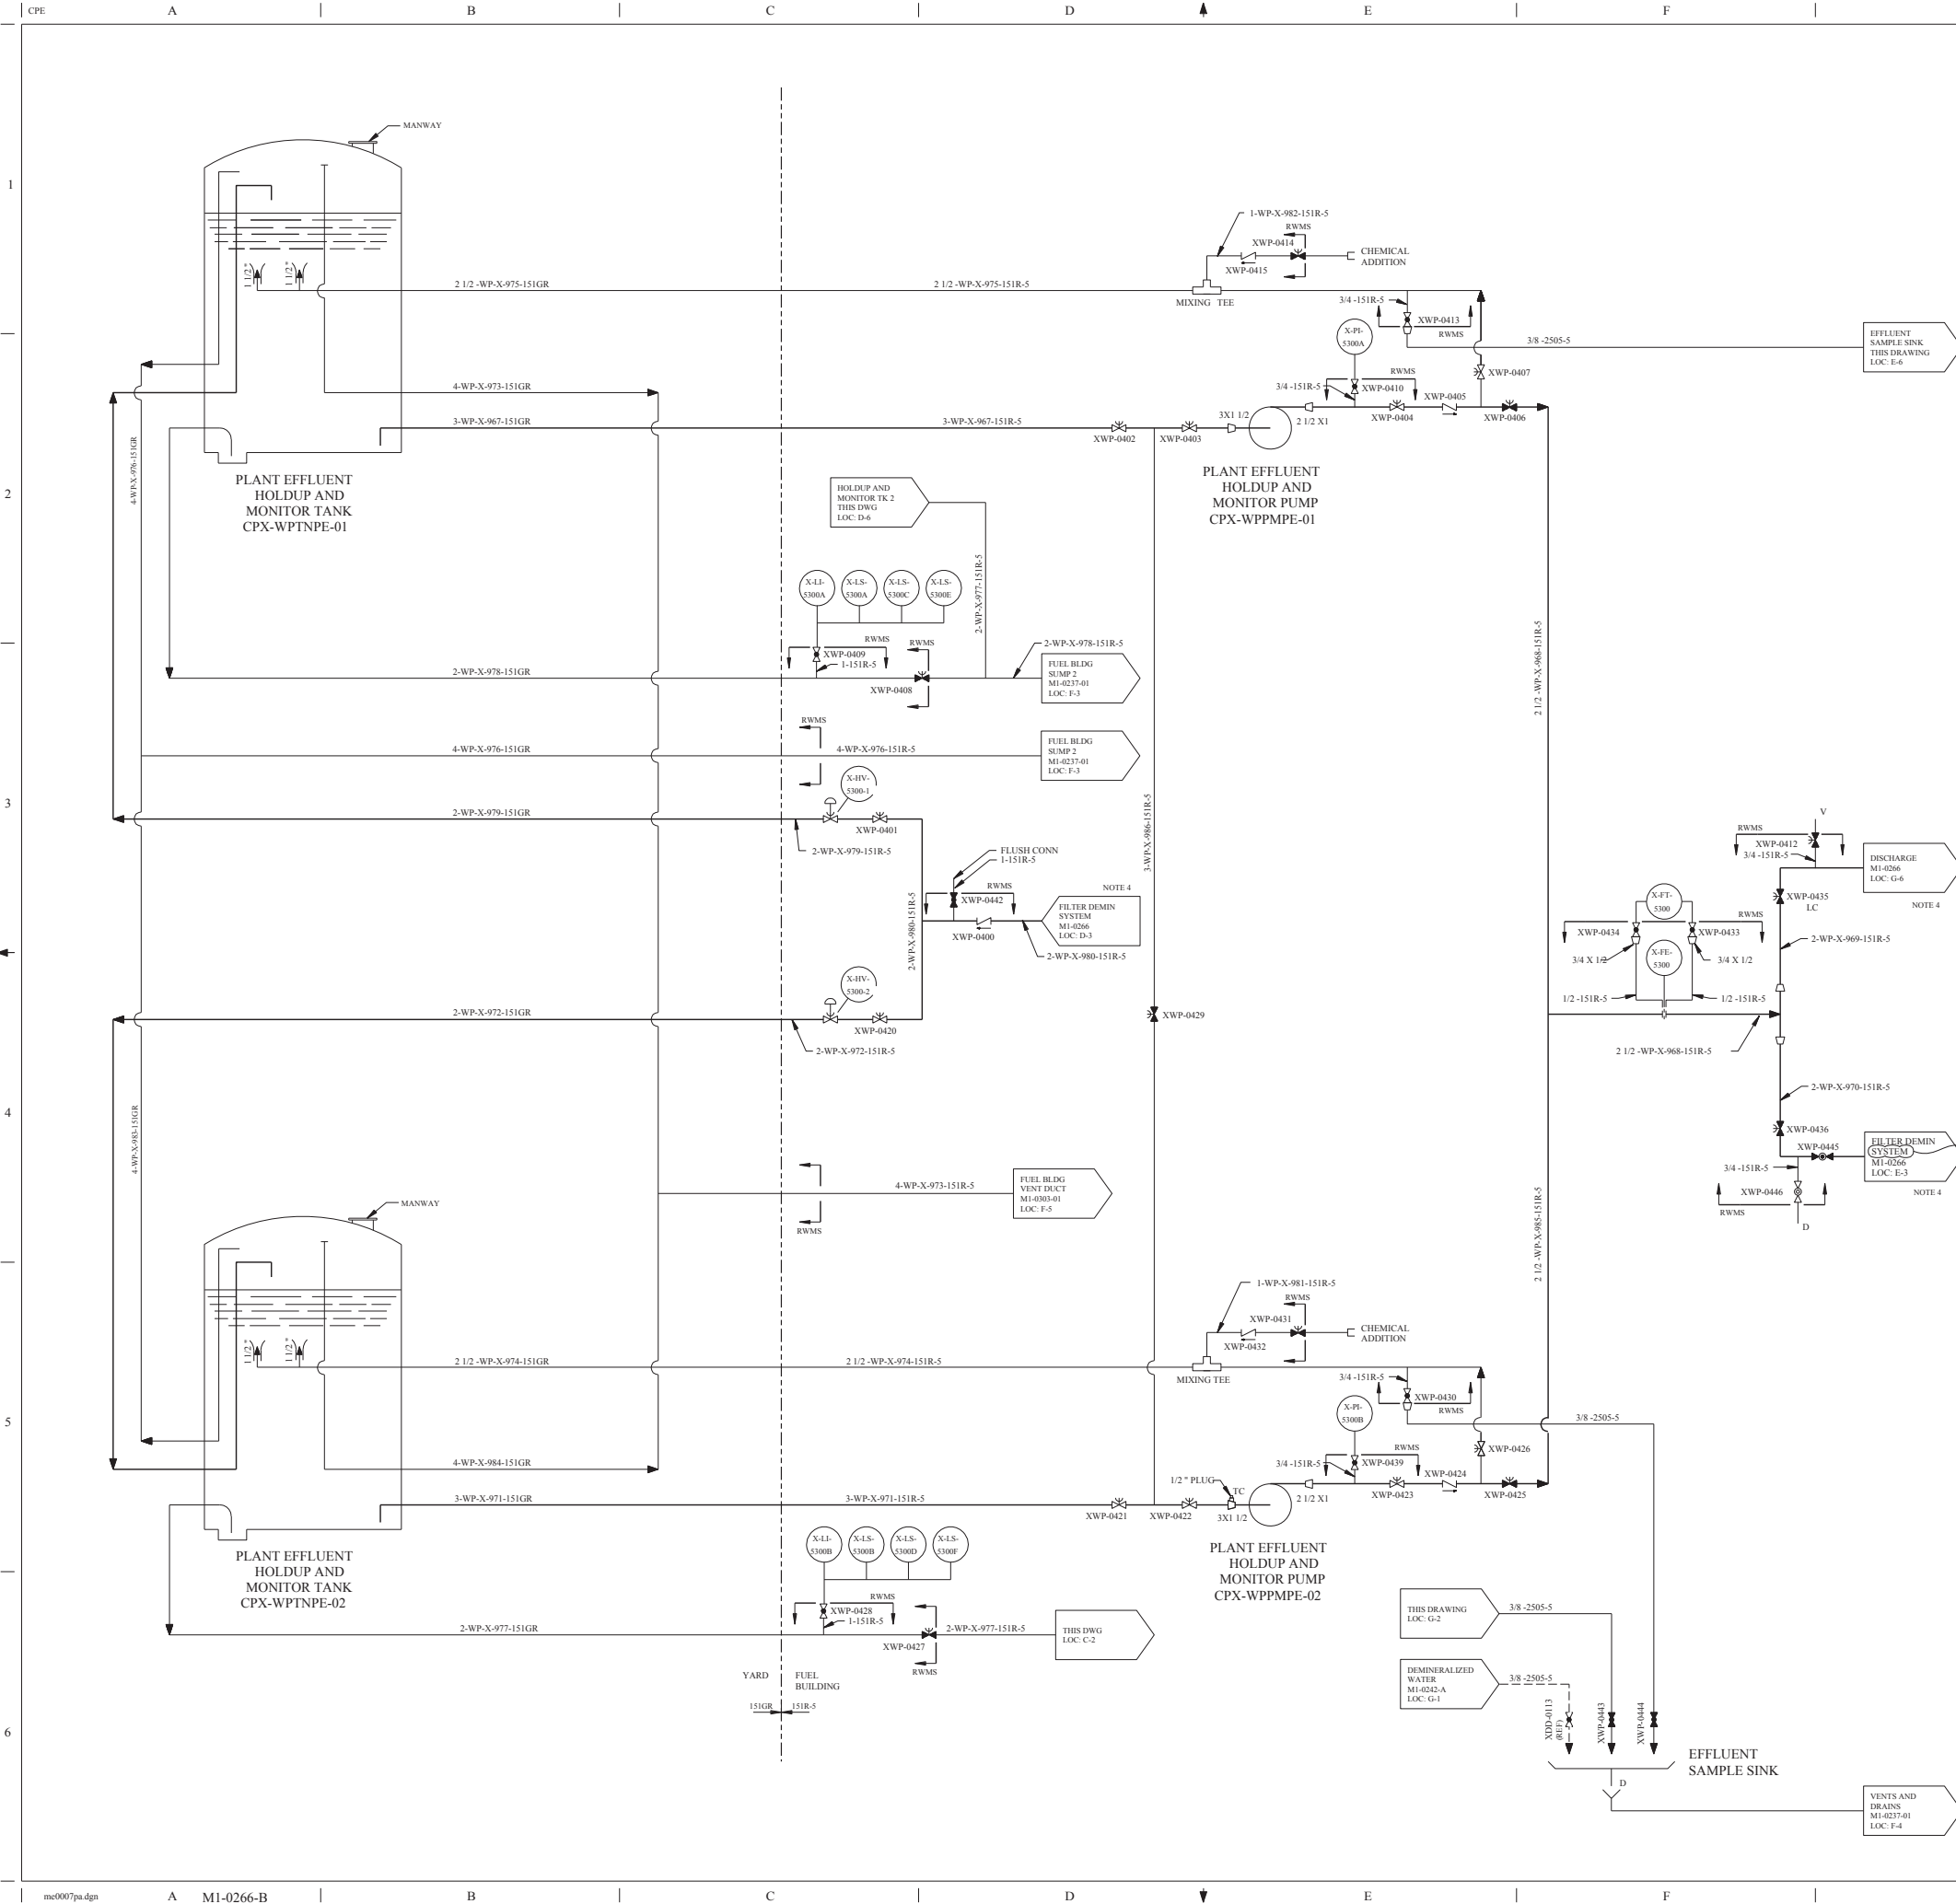 CPE
A
B
C
D
E
F
1
2
3
4
5
6
MANWAY
1 1/2 "
1 1/2 "
2 1/2 -WP-X-975-151GR
2 1/2 -WP-X-975-151R-5
1-WP-X-982-151R-5
RWMS
XWP-0414
XWP-0415
CHEMICAL
ADDITION
MIXING TEE
3/4 -151R-5
XWP-0413
RWMS
X-PI-
5300A
3/8 -2505-5
EFFLUENT
SAMPLE SINK
THIS DRAWING
LOC: E-6
XWP-0407
RWMS
3/4 -151R-5
XWP-0410
XWP-0405
4-WP-X-973-151GR
3X1 1/2
2 1/2 X1
XWP-0404
XWP-0406
3-WP-X-967-151GR
3-WP-X-967-151R-5
XWP-0402
XWP-0403
4-WP-X-976-151GR
PLANT EFFLUENT
HOLDUP AND
MONITOR TANK
CPX-WPTNPE-01
PLANT EFFLUENT
HOLDUP AND
MONITOR PUMP
CPX-WPPMPE-01
HOLDUP AND
MONITOR TK 2
THIS DWG
LOC: D-6
2-WP-X-977-151R-5
X-LI-
5300A
X-LS-
5300A
X-LS-
5300C
X-LS-
5300E
RWMS
RWMS
XWP-0409
1-151R-5
2-WP-X-978-151GR
XWP-0408
2-WP-X-978-151R-5
FUEL BLDG
SUMP 2
M1-0237-01
LOC: F-3
2 1/2 -WP-X-968-151R-5
RWMS
4-WP-X-976-151GR
4-WP-X-976-151R-5
FUEL BLDG
SUMP 2
M1-0237-01
LOC: F-3
X-HV-
5300-1
2-WP-X-979-151GR
XWP-0401
2-WP-X-979-151R-5
3-WP-X-986-151R-5
FLUSH CONN
1-151R-5
RWMS
XWP-0442
NOTE 4
FILTER DEMIN
SYSTEM
M1-0266
LOC: D-3
XWP-0400
2-WP-X-980-151R-5
2-WP-X-980-151R-5
V
RWMS
XWP-0412
3/4 -151R-5
DISCHARGE
M1-0266
LOC: G-6
NOTE 4
XWP-0435
LC
X-FT-
5300
RWMS
XWP-0434
XWP-0433
X-FE-
5300
3/4 X 1/2
3/4 X 1/2
2-WP-X-969-151R-5
1/2 -151R-5
1/2 -151R-5
X-HV-
5300-2
2-WP-X-972-151GR
XWP-0420
2-WP-X-972-151R-5
XWP-0429
2 1/2 -WP-X-968-151R-5
2-WP-X-970-151R-5
4-WP-X-983-151GR
XWP-0436
XWP-0445
FILTER DEMIN
SYSTEM
M1-0266
LOC: E-3
NOTE 4
3/4 -151R-5
XWP-0446
RWMS
D
4-WP-X-973-151R-5
FUEL BLDG
VENT DUCT
M1-0303-01
LOC: F-5
RWMS
2 1/2 -WP-X-985-151R-5
MANWAY
1 1/2 "
1 1/2 "
2 1/2 -WP-X-974-151GR
2 1/2 -WP-X-974-151R-5
1-WP-X-981-151R-5
RWMS
XWP-0431
XWP-0432
CHEMICAL
ADDITION
MIXING TEE
3/4 -151R-5
XWP-0430
RWMS
X-PI-
5300B
3/8 -2505-5
XWP-0426
RWMS
3/4 -151R-5
XWP-0439
XWP-0424
4-WP-X-984-151GR
1/2 " PLUG
TC
3X1 1/2
2 1/2 X1
XWP-0423
XWP-0425
3-WP-X-971-151GR
3-WP-X-971-151R-5
XWP-0421
XWP-0422
PLANT EFFLUENT
HOLDUP AND
MONITOR TANK
CPX-WPTNPE-02
X-LI-
5300B
X-LS-
5300B
X-LS-
5300D
X-LS-
5300F
PLANT EFFLUENT
HOLDUP AND
MONITOR PUMP
CPX-WPPMPE-02
RWMS
XWP-0428
1-151R-5
2-WP-X-977-151GR
XWP-0427
2-WP-X-977-151R-5
RWMS
THIS DWG
LOC: C-2
YARD
FUEL
BUILDING
151GR
151R-5
THIS DRAWING
LOC: G-2
3/8 -2505-5
DEMINERALIZED
WATER
M1-0242-A
LOC: G-1
3/8 -2505-5
XDD-0113
(REF)
XWP-0443
XWP-0444
EFFLUENT
SAMPLE SINK
D
VENTS AND
DRAINS
M1-0237-01
LOC: F-4
me0007pa.dgn
A
M1-0266-B
B
C
D
E
F